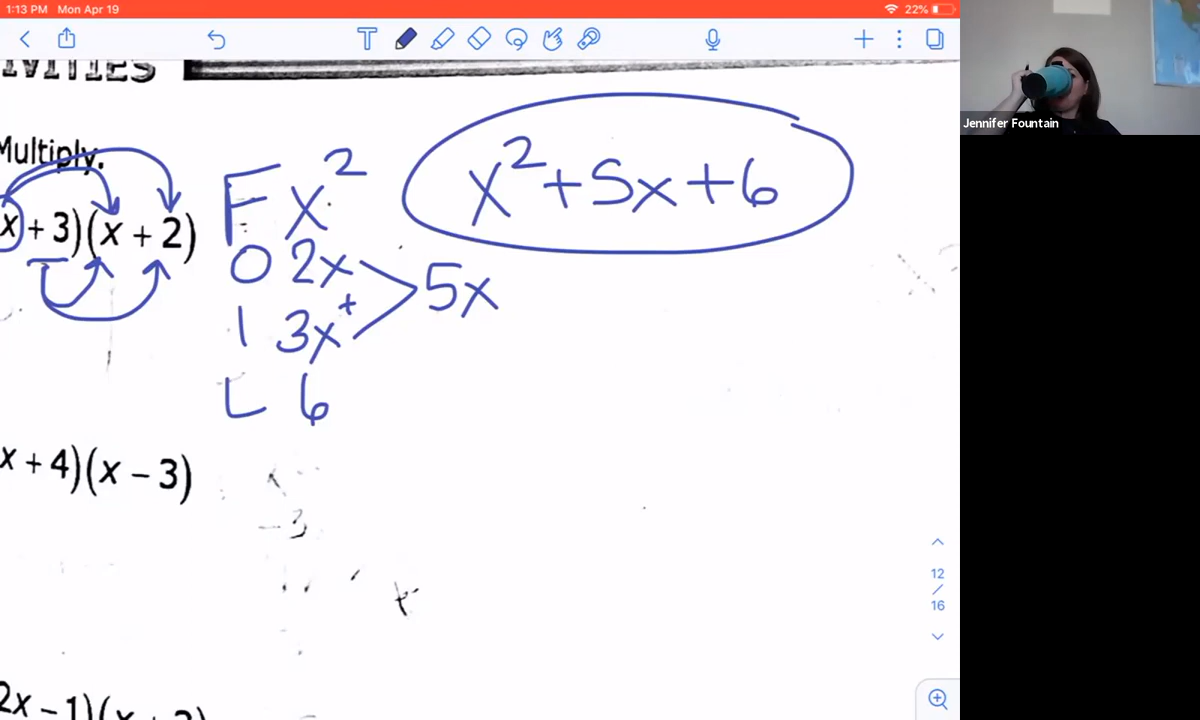 1:13 PM Mon Apr 19
22%
Jennifer Fountain
Multiply.
x + 3)(x + 2)
F x²
O 2x
I 3x
+
L 6
5x
x² + 5x + 6
x + 4)(x - 3)
-3
12
/
16